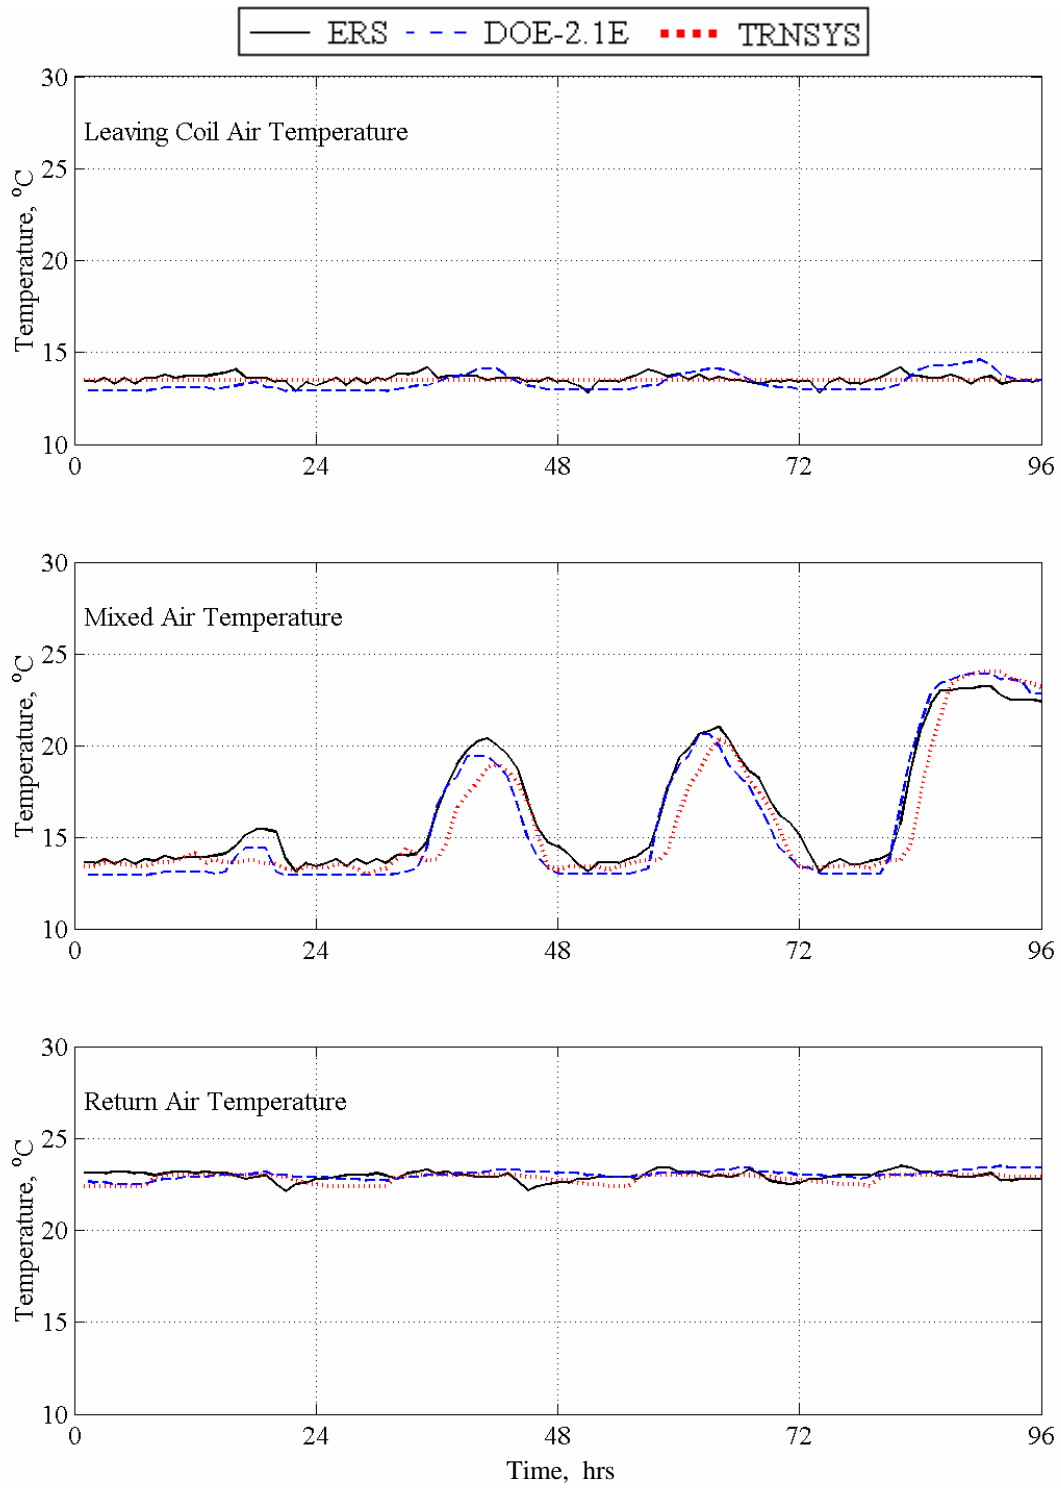 ERS DOE-2.1E TRNSYS
30
Leaving Coil Air Temperature
25
20
15
10
Temperature, °C
0 24 48 72 96
30
Mixed Air Temperature
25
20
15
10
Temperature, °C
0 24 48 72 96
30
Return Air Temperature
25
20
15
10
Temperature, °C
0 24 48 72 96
Time, hrs